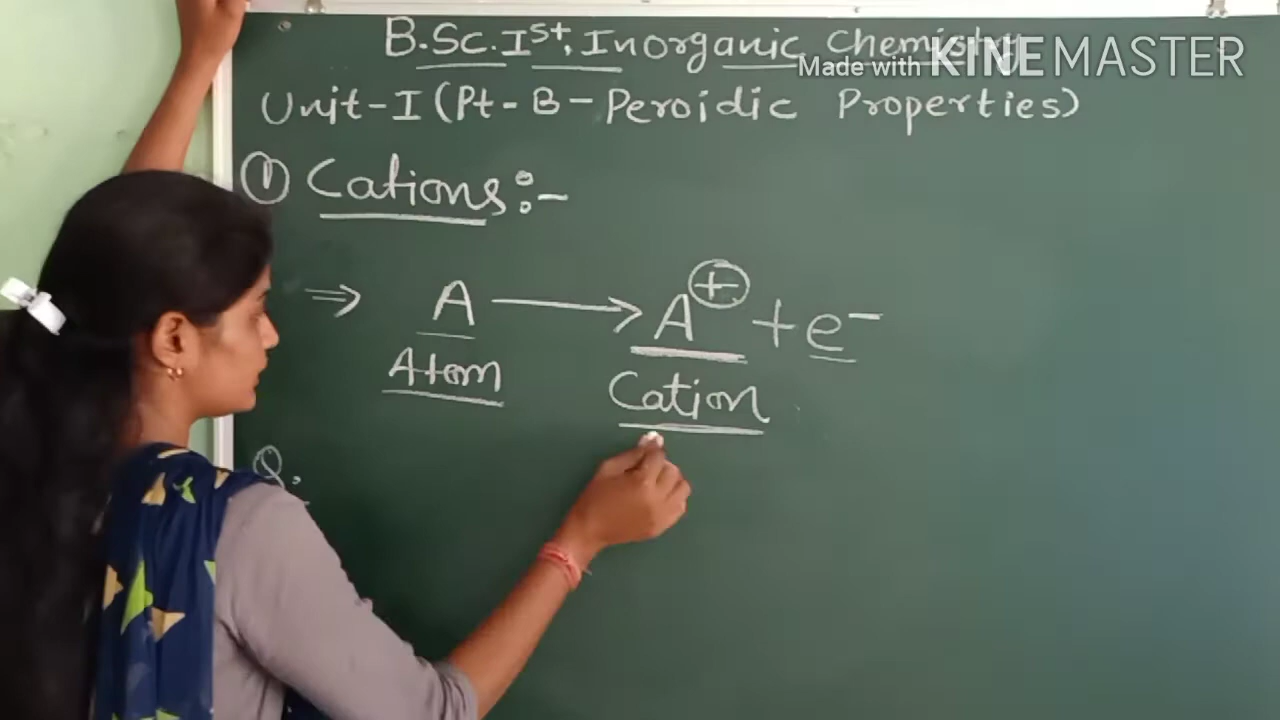 B.Sc.Ist, Inorganic Chemistry
Made with KINEMASTER
Unit-I (Pt-B-Peroidic Properties)
① Cations:-
⇒ A ⟶ A⊕ + e⁻
Atom Cation
Q.